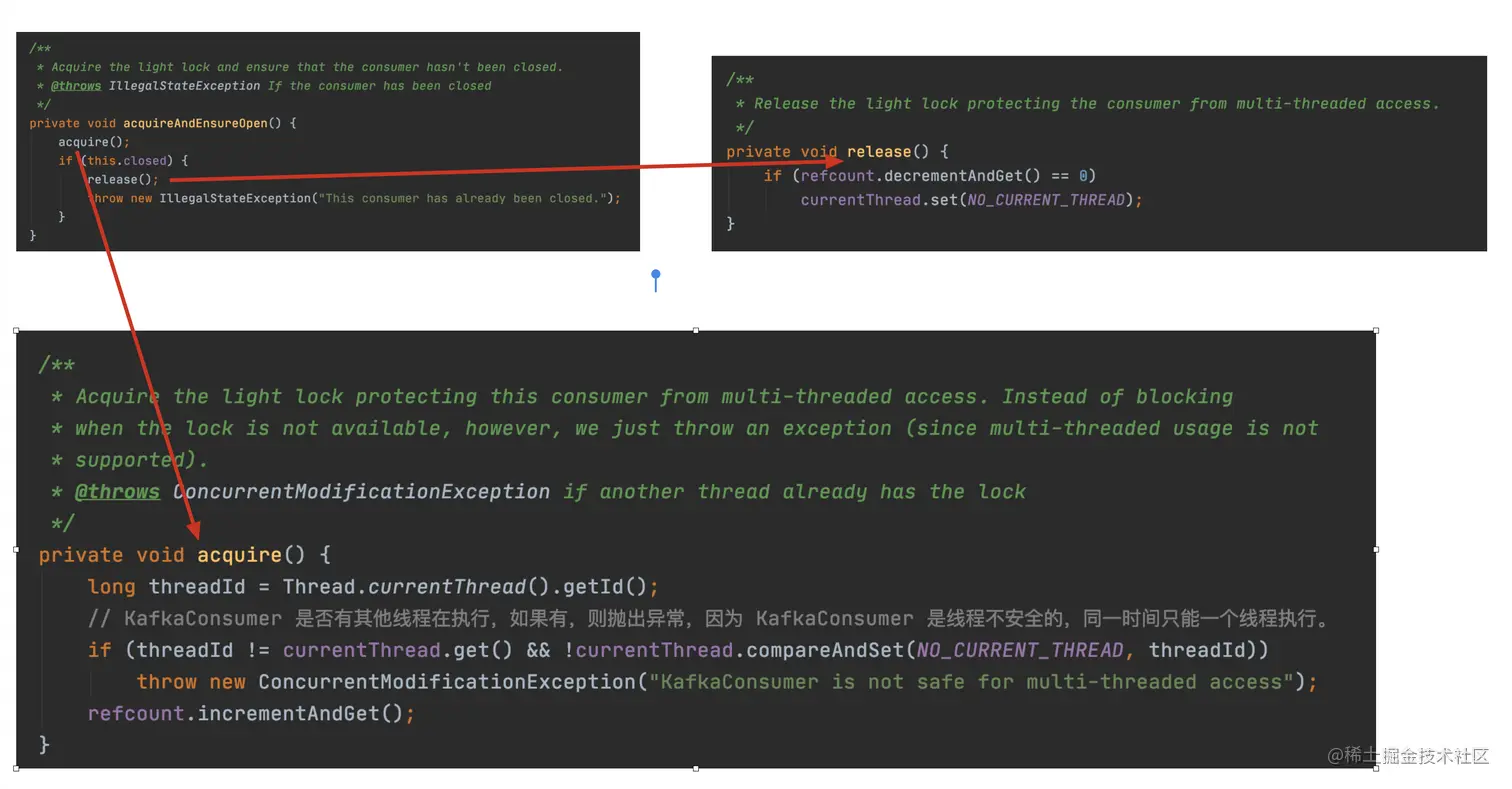 /**
 * Acquire the light lock and ensure that the consumer hasn't been closed.
 * @throws IllegalStateException If the consumer has been closed
 */
private void acquireAndEnsureOpen() {
    acquire();
    if (this.closed) {
        release();
        throw new IllegalStateException("This consumer has already been closed.");
    }
}
/**
 * Release the light lock protecting the consumer from multi-threaded access.
 */
private void release() {
    if (refcount.decrementAndGet() == 0)
        currentThread.set(NO_CURRENT_THREAD);
}
/**
 * Acquire the light lock protecting this consumer from multi-threaded access. Instead of blocking
 * when the lock is not available, however, we just throw an exception (since multi-threaded usage is not
 * supported).
 * @throws ConcurrentModificationException if another thread already has the lock
 */
private void acquire() {
    long threadId = Thread.currentThread().getId();
    // KafkaConsumer 是否有其他线程在执行，如果有，则抛出异常，因为 KafkaConsumer 是线程不安全的，同一时间只能一个线程执行。
    if (threadId != currentThread.get() && !currentThread.compareAndSet(NO_CURRENT_THREAD, threadId))
        throw new ConcurrentModificationException("KafkaConsumer is not safe for multi-threaded access");
    refcount.incrementAndGet();
}
@稀土掘金技术社区